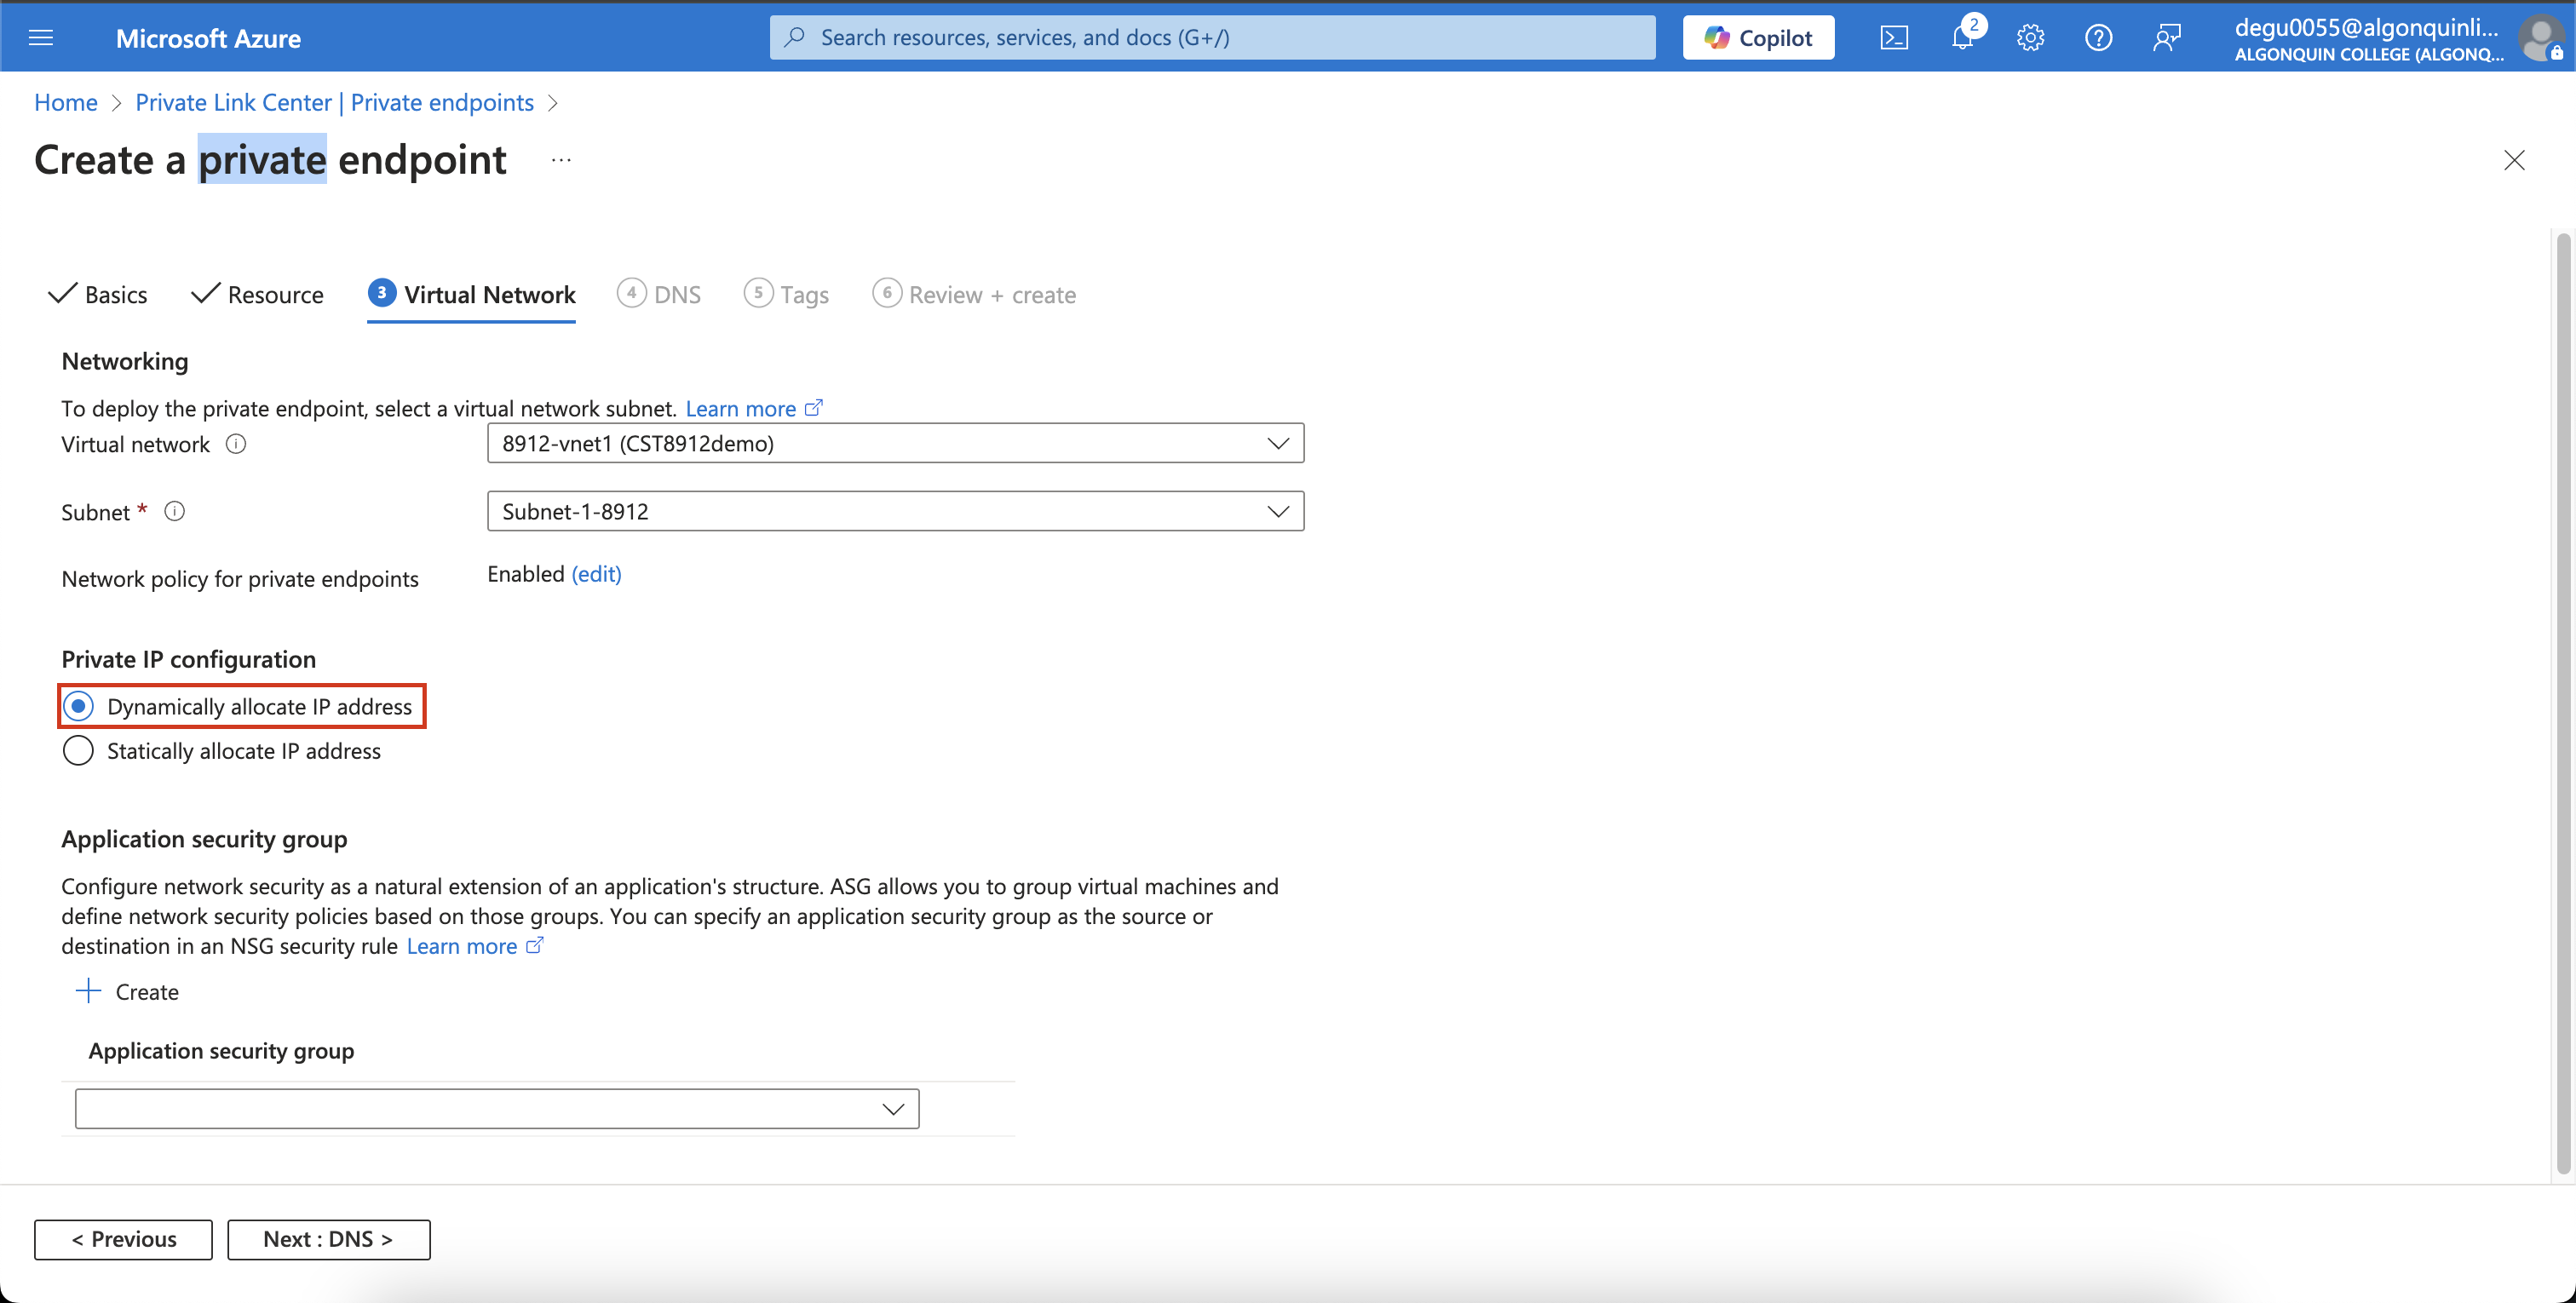 Microsoft Azure
Search resources, services, and docs (G+/)
Copilot
2
degu0055@algonquinli...
ALGONQUIN COLLEGE (ALGONQ...
Home > Private Link Center | Private endpoints >
Create a private endpoint ...
Basics
Resource
3 Virtual Network
4 DNS
5 Tags
6 Review + create
Networking
To deploy the private endpoint, select a virtual network subnet. Learn more
Virtual network
8912-vnet1 (CST8912demo)
Subnet *
Subnet-1-8912
Network policy for private endpoints
Enabled (edit)
Private IP configuration
Dynamically allocate IP address
Statically allocate IP address
Application security group
Configure network security as a natural extension of an application's structure. ASG allows you to group virtual machines and
define network security policies based on those groups. You can specify an application security group as the source or
destination in an NSG security rule Learn more
Create
Application security group
< Previous
Next : DNS >